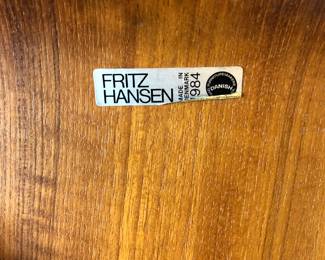 FRITZ
HANSEN
MADE IN
DENMARK
1984
DANISH